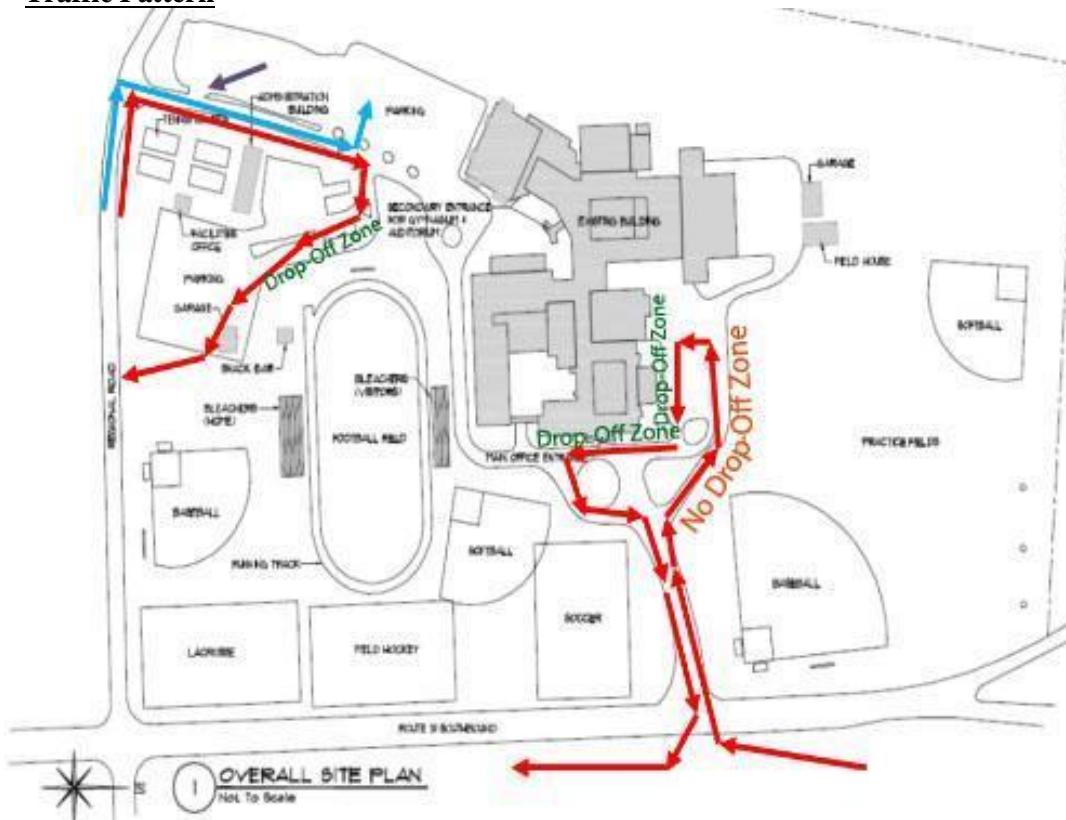 Traffic Pattern
ADMINISTRATION
BUILDING
PARKING
SECONDARY ENTRANCE
FOR GYMNASIUM &
AUDITORIUM
EXISTING BUILDING
GARAGE
FIELD HOUSE
FACILITIES
OFFICE
PARKING
GARAGE
SNACK BAR
Drop-Off Zone
SOFTBALL
REGIONAL ROAD
BLEACHERS
(HOME)
BLEACHERS
(VISITORS)
FOOTBALL FIELD
Drop-Off Zone
Drop-Off Zone
No Drop-Off Zone
MAIN OFFICE
PRACTICE FIELDS
BASEBALL
SOFTBALL
RUNNING TRACK
BASEBALL
SOCCER
LACROSSE
FIELD HOCKEY
ROUTE 9 SOUTHBOUND
S
1
OVERALL SITE PLAN
Not To Scale